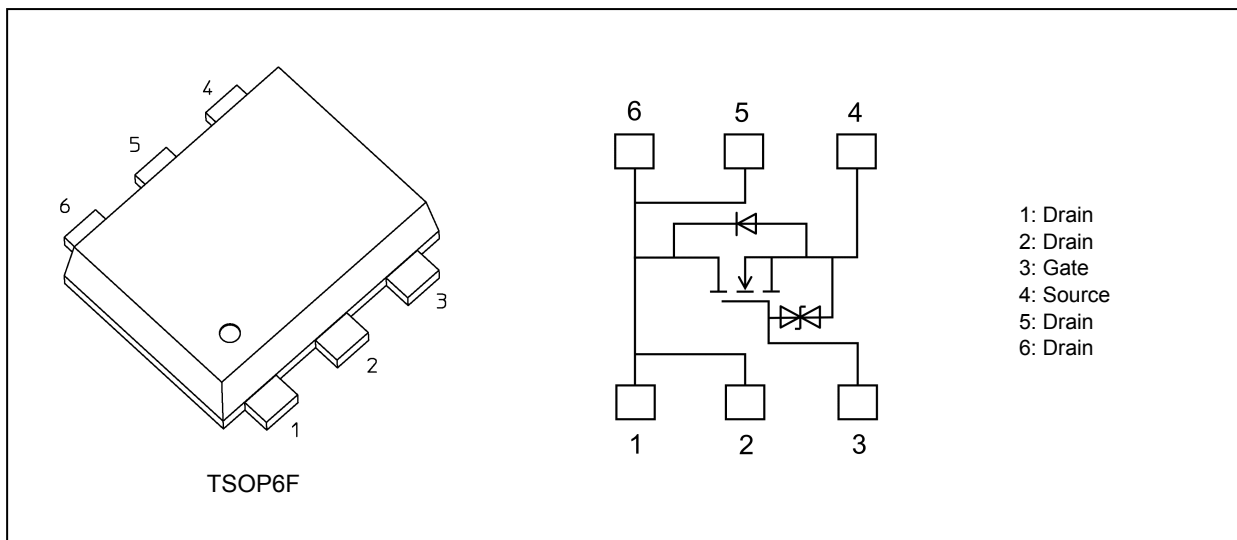 4
5
6
3
2
1
TSOP6F
6 5 4
1 2 3
1: Drain
2: Drain
3: Gate
4: Source
5: Drain
6: Drain